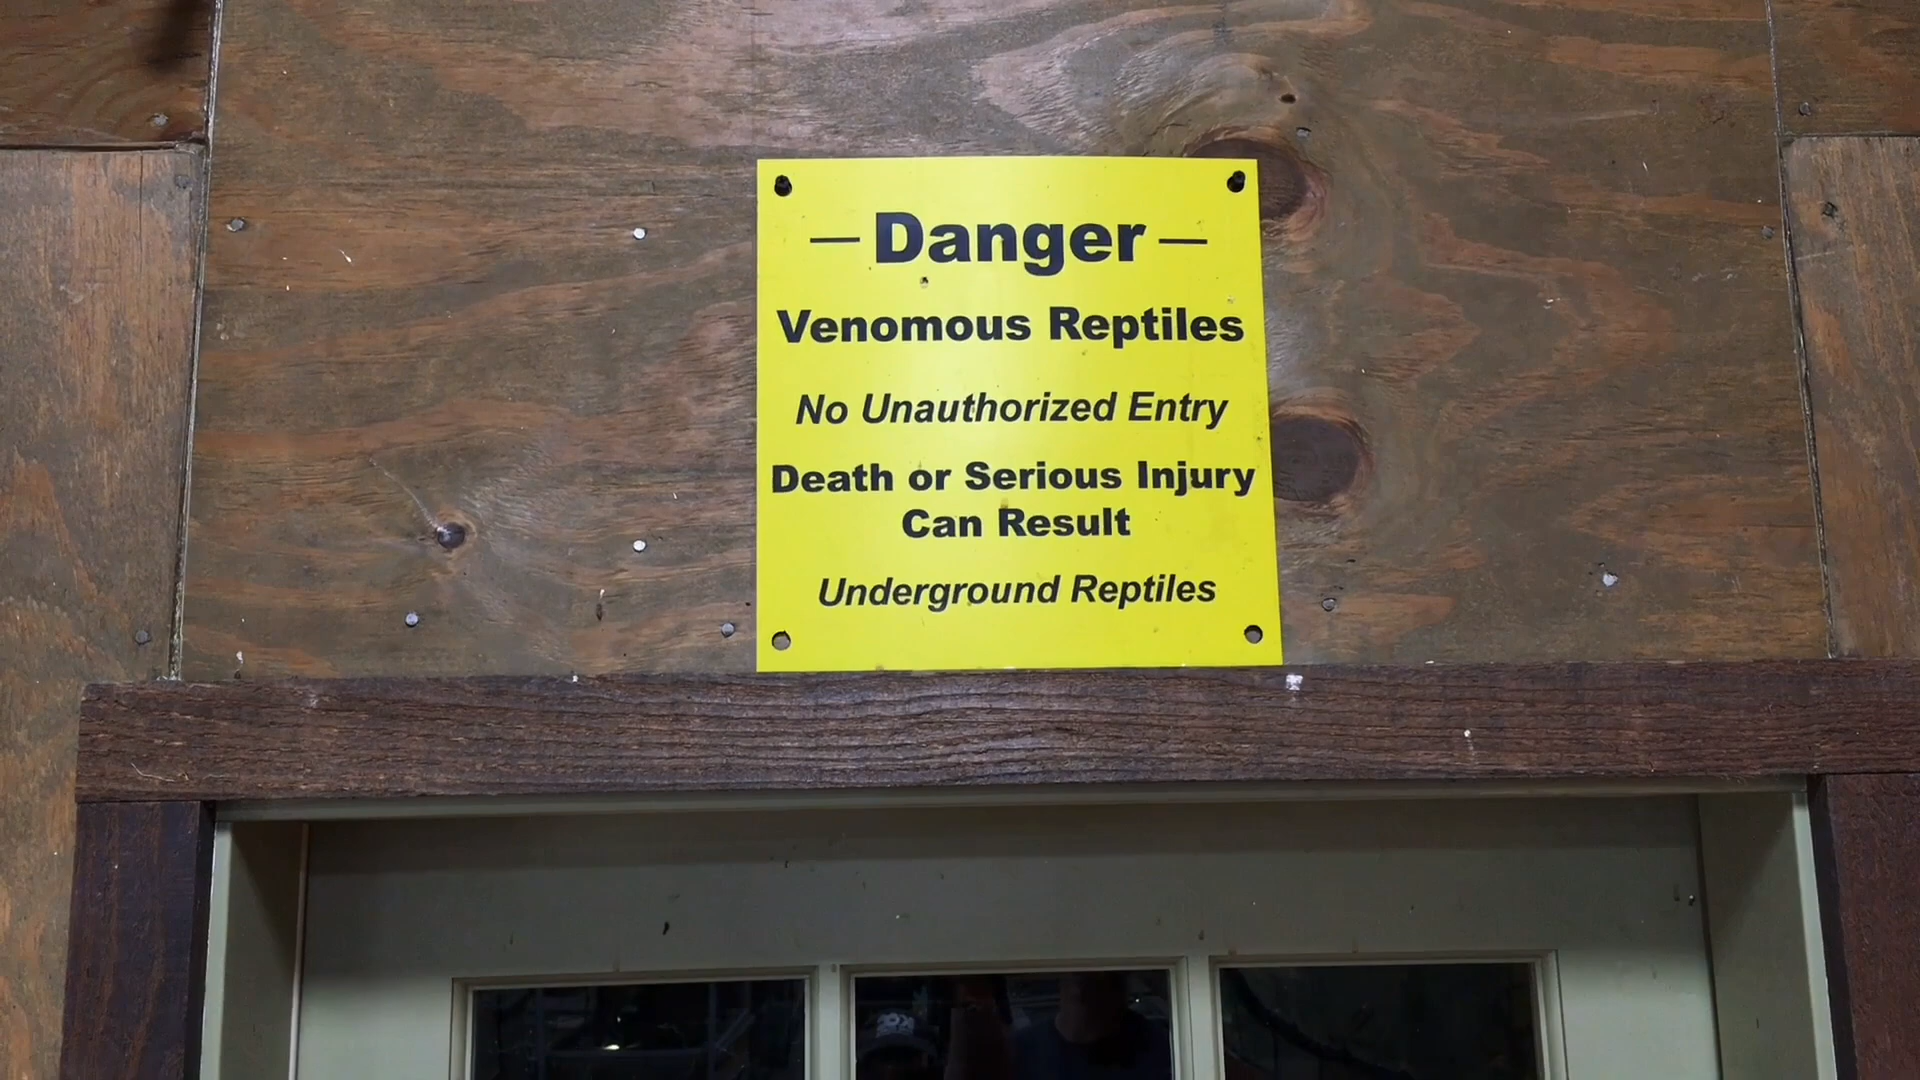 — Danger —
Venomous Reptiles
No Unauthorized Entry
Death or Serious Injury
Can Result
Underground Reptiles